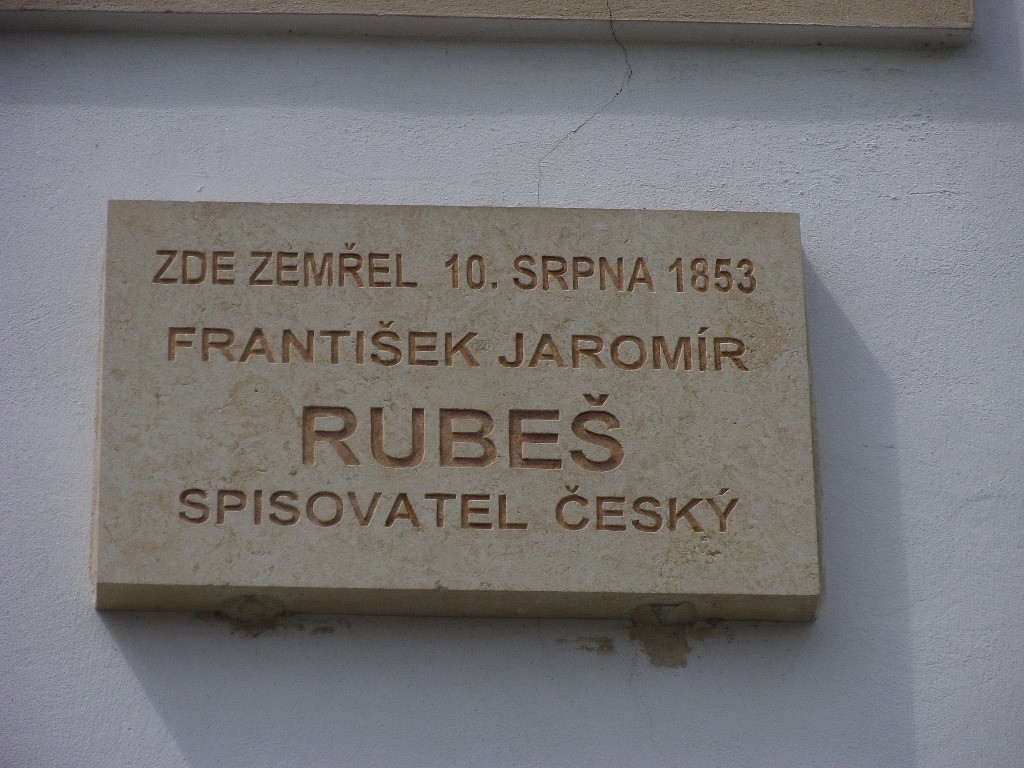 ZDE ZEMŘEL 10. SRPNA 1853
FRANTIŠEK JAROMÍR
RUBEŠ
SPISOVATEL ČESKÝ